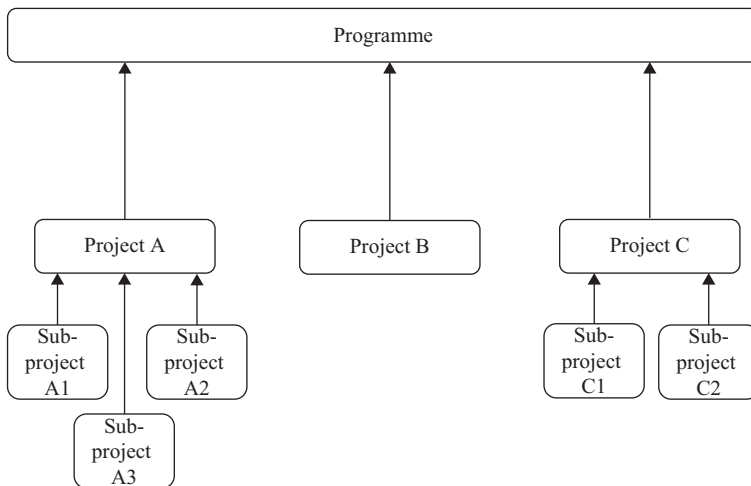 Programme
Project A
Project B
Project C
Sub-
project
A1
Sub-
project
A2
Sub-
project
A3
Sub-
project
C1
Sub-
project
C2